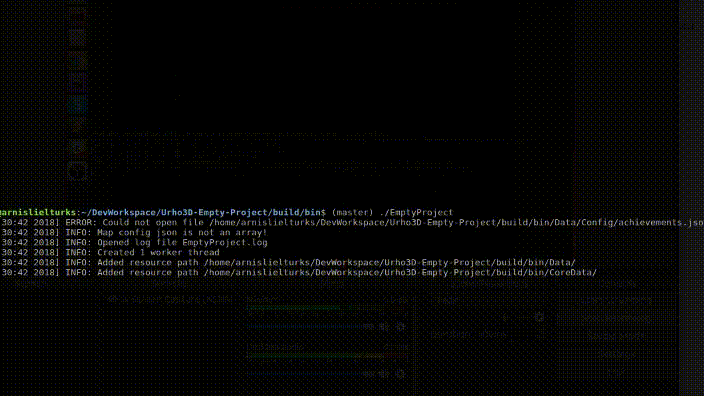 arnislielturks:~/DevWorkspace/Urho3D-Empty-Project/build/bin$ (master) ./EmptyProject
30:42 2018] ERROR: Could not open file /home/arnislielturks/DevWorkspace/Urho3D-Empty-Project/build/bin/Data/Config/achievements.jso
30:42 2018] INFO: Map config json is not an array!
30:42 2018] INFO: Opened log file EmptyProject.log
30:42 2018] INFO: Created 1 worker thread
30:42 2018] INFO: Added resource path /home/arnislielturks/DevWorkspace/Urho3D-Empty-Project/build/bin/Data/
30:42 2018] INFO: Added resource path /home/arnislielturks/DevWorkspace/Urho3D-Empty-Project/build/bin/CoreData/